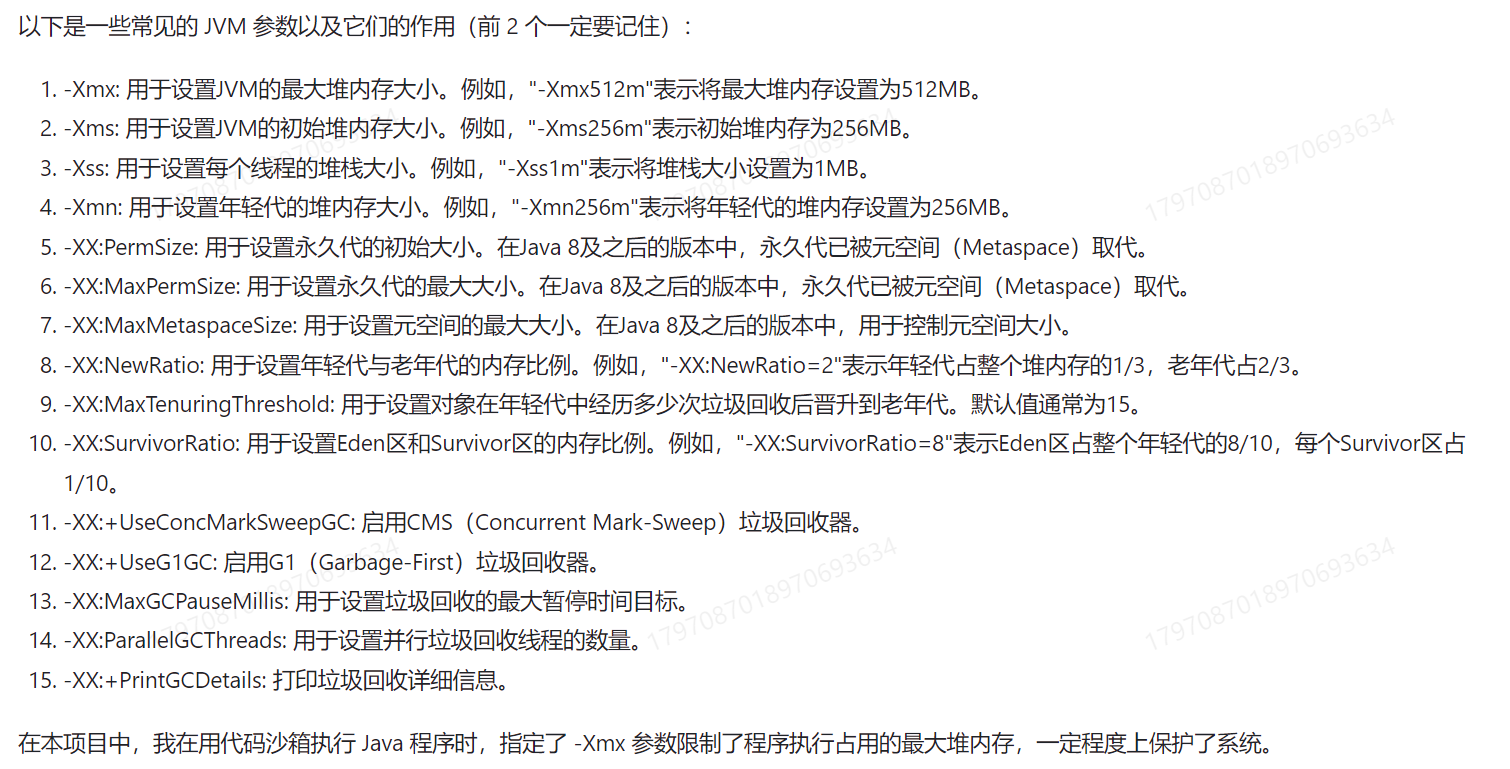 以下是一些常见的 JVM 参数以及它们的作用（前 2 个一定要记住）：
1. -Xmx: 用于设置JVM的最大堆内存大小。例如，"-Xmx512m"表示将最大堆内存设置为512MB。
2. -Xms: 用于设置JVM的初始堆内存大小。例如，"-Xms256m"表示初始堆内存为256MB。
3. -Xss: 用于设置每个线程的堆栈大小。例如，"-Xss1m"表示将堆栈大小设置为1MB。
4. -Xmn: 用于设置年轻代的堆内存大小。例如，"-Xmn256m"表示将年轻代的堆内存设置为256MB。
5. -XX:PermSize: 用于设置永久代的初始大小。在Java 8及之后的版本中，永久代已被元空间（Metaspace）取代。
6. -XX:MaxPermSize: 用于设置永久代的最大大小。在Java 8及之后的版本中，永久代已被元空间（Metaspace）取代。
7. -XX:MaxMetaspaceSize: 用于设置元空间的最大大小。在Java 8及之后的版本中，用于控制元空间大小。
8. -XX:NewRatio: 用于设置年轻代与老年代的内存比例。例如，"-XX:NewRatio=2"表示年轻代占整个堆内存的1/3，老年代占2/3。
9. -XX:MaxTenuringThreshold: 用于设置对象在年轻代中经历多少次垃圾回收后晋升到老年代。默认值通常为15。
10. -XX:SurvivorRatio: 用于设置Eden区和Survivor区的内存比例。例如，"-XX:SurvivorRatio=8"表示Eden区占整个年轻代的8/10，每个Survivor区占
1/10。
11. -XX:+UseConcMarkSweepGC: 启用CMS（Concurrent Mark-Sweep）垃圾回收器。
12. -XX:+UseG1GC: 启用G1（Garbage-First）垃圾回收器。
13. -XX:MaxGCPauseMillis: 用于设置垃圾回收的最大暂停时间目标。
14. -XX:ParallelGCThreads: 用于设置并行垃圾回收线程的数量。
15. -XX:+PrintGCDetails: 打印垃圾回收详细信息。
在本项目中，我在用代码沙箱执行 Java 程序时，指定了 -Xmx 参数限制了程序执行占用的最大堆内存，一定程度上保护了系统。
1797087018970693634
1797087018970693634
1797087018970693634